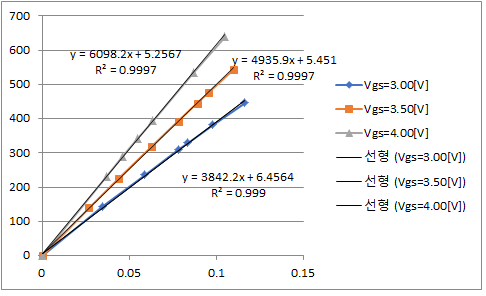 700
600
500
400
300
200
100
0
0
0.05
0.1
0.15
y = 6098.2x + 5.2567
R² = 0.9997
y = 4935.9x + 5.451
R² = 0.9997
y = 3842.2x + 6.4564
R² = 0.999
Vgs=3.00[V]
Vgs=3.50[V]
Vgs=4.00[V]
선형 (Vgs=3.00[V])
선형 (Vgs=3.50[V])
선형 (Vgs=4.00[V])